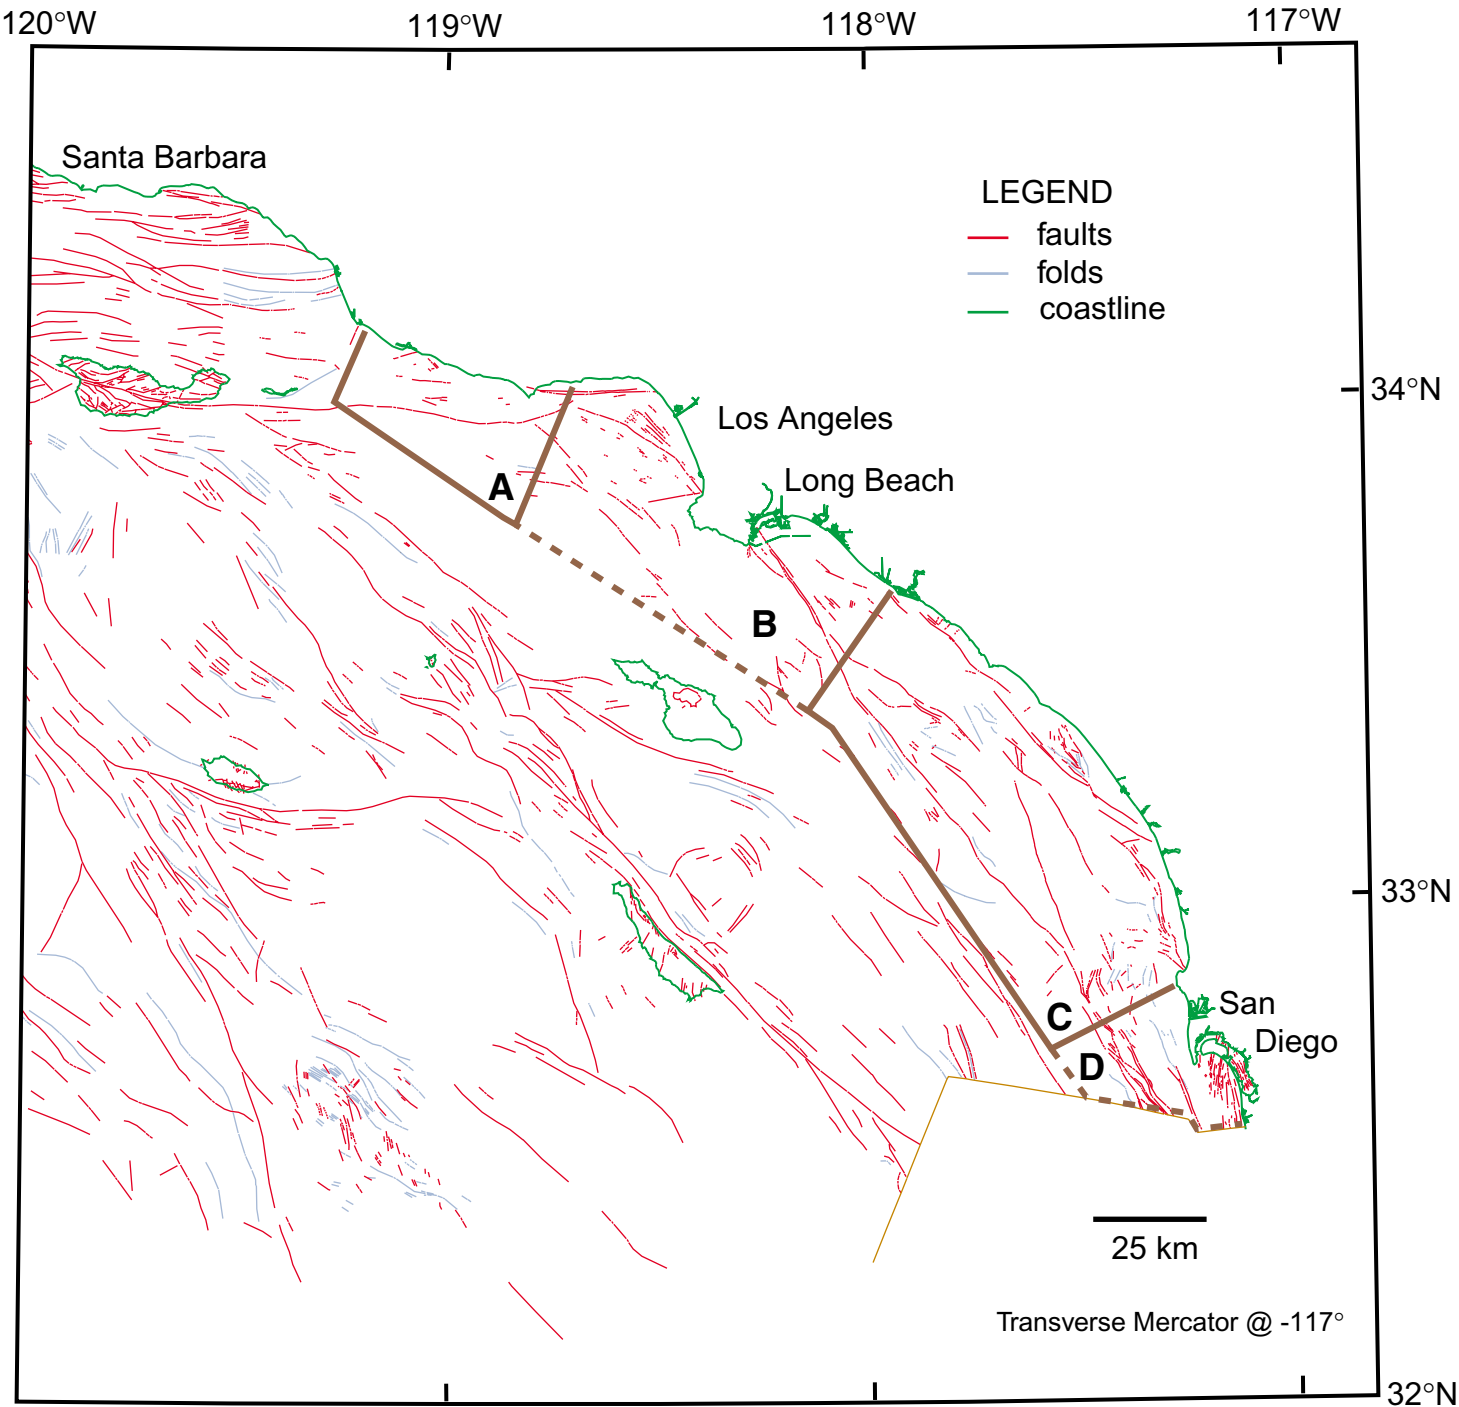 120°W
119°W
118°W
117°W
Santa Barbara
LEGEND
faults
folds
coastline
34°N
Los Angeles
Long Beach
A
B
33°N
San
Diego
C
D
25 km
Transverse Mercator @ -117°
32°N